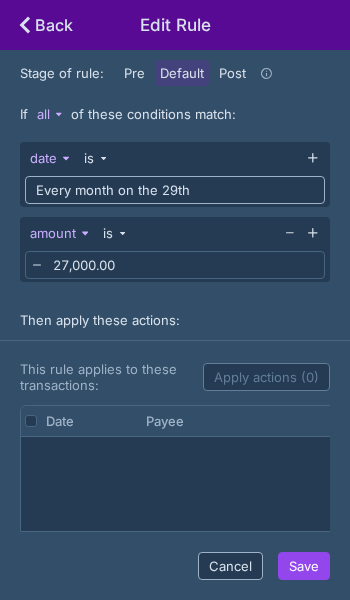 Back
Edit Rule
Stage of rule: Pre Default Post
If all of these conditions match:
date is +
Every month on the 29th
amount is − +
− 27,000.00
Then apply these actions:
This rule applies to these
transactions:
Apply actions (0)
Date Payee
Cancel Save